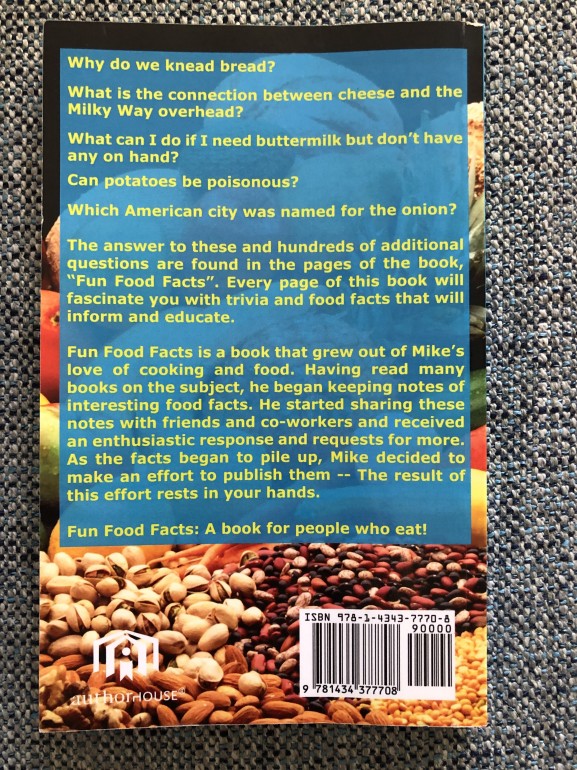 Why do we knead bread?
What is the connection between cheese and the
Milky Way overhead?
What can I do if I need buttermilk but don't have
any on hand?
Can potatoes be poisonous?
Which American city was named for the onion?
The answer to these and hundreds of additional
questions are found in the pages of the book,
"Fun Food Facts". Every page of this book will
fascinate you with trivia and food facts that will
inform and educate.
Fun Food Facts is a book that grew out of Mike's
love of cooking and food. Having read many
books on the subject, he began keeping notes of
interesting food facts. He started sharing these
notes with friends and co-workers and received
an enthusiastic response and requests for more.
As the facts began to pile up, Mike decided to
make an effort to publish them -- The result of
this effort rests in your hands.
Fun Food Facts: A book for people who eat!
ISBN 978-1-4343-7770-8
90000
9 781434 377708
authorHOUSE™